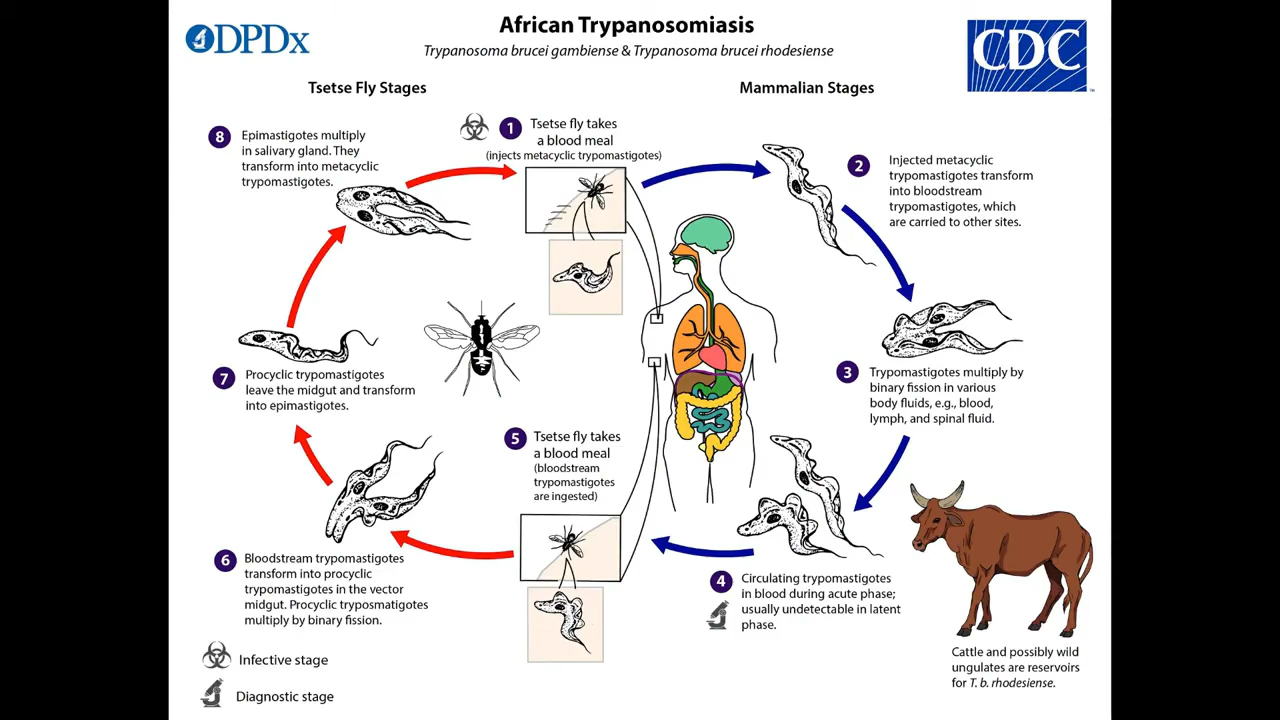 African Trypanosomiasis
Trypanosoma brucei gambiense & Trypanosoma brucei rhodesiense
DPDx
CDC
TM
Tsetse Fly Stages
Mammalian Stages
1
Tsetse fly takes
a blood meal
(injects metacyclic trypomastigotes)
2
Injected metacyclic
trypomastigotes transform
into bloodstream
trypomastigotes, which
are carried to other sites.
3
Trypomastigotes multiply by
binary fission in various
body fluids, e.g., blood,
lymph, and spinal fluid.
4
Circulating trypomastigotes
in blood during acute phase;
usually undetectable in latent
phase.
5
Tsetse fly takes
a blood meal
(bloodstream
trypomastigotes
are ingested)
6
Bloodstream trypomastigotes
transform into procyclic
trypomastigotes in the vector
midgut. Procyclic tryposmatigotes
multiply by binary fission.
7
Procyclic trypomastigotes
leave the midgut and transform
into epimastigotes.
8
Epimastigotes multiply
in salivary gland. They
transform into metacyclic
trypomastigotes.
Cattle and possibly wild
ungulates are reservoirs
for T. b. rhodesiense.
Infective stage
Diagnostic stage